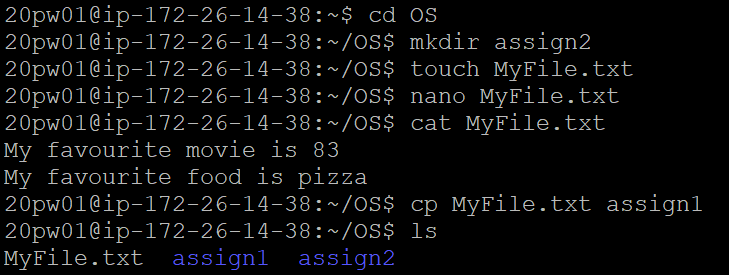 20pw01@ip-172-26-14-38:~$ cd OS
20pw01@ip-172-26-14-38:~/OS$ mkdir assign2
20pw01@ip-172-26-14-38:~/OS$ touch MyFile.txt
20pw01@ip-172-26-14-38:~/OS$ nano MyFile.txt
20pw01@ip-172-26-14-38:~/OS$ cat MyFile.txt
My favourite movie is 83
My favourite food is pizza
20pw01@ip-172-26-14-38:~/OS$ cp MyFile.txt assign1
20pw01@ip-172-26-14-38:~/OS$ ls
MyFile.txt  assign1  assign2